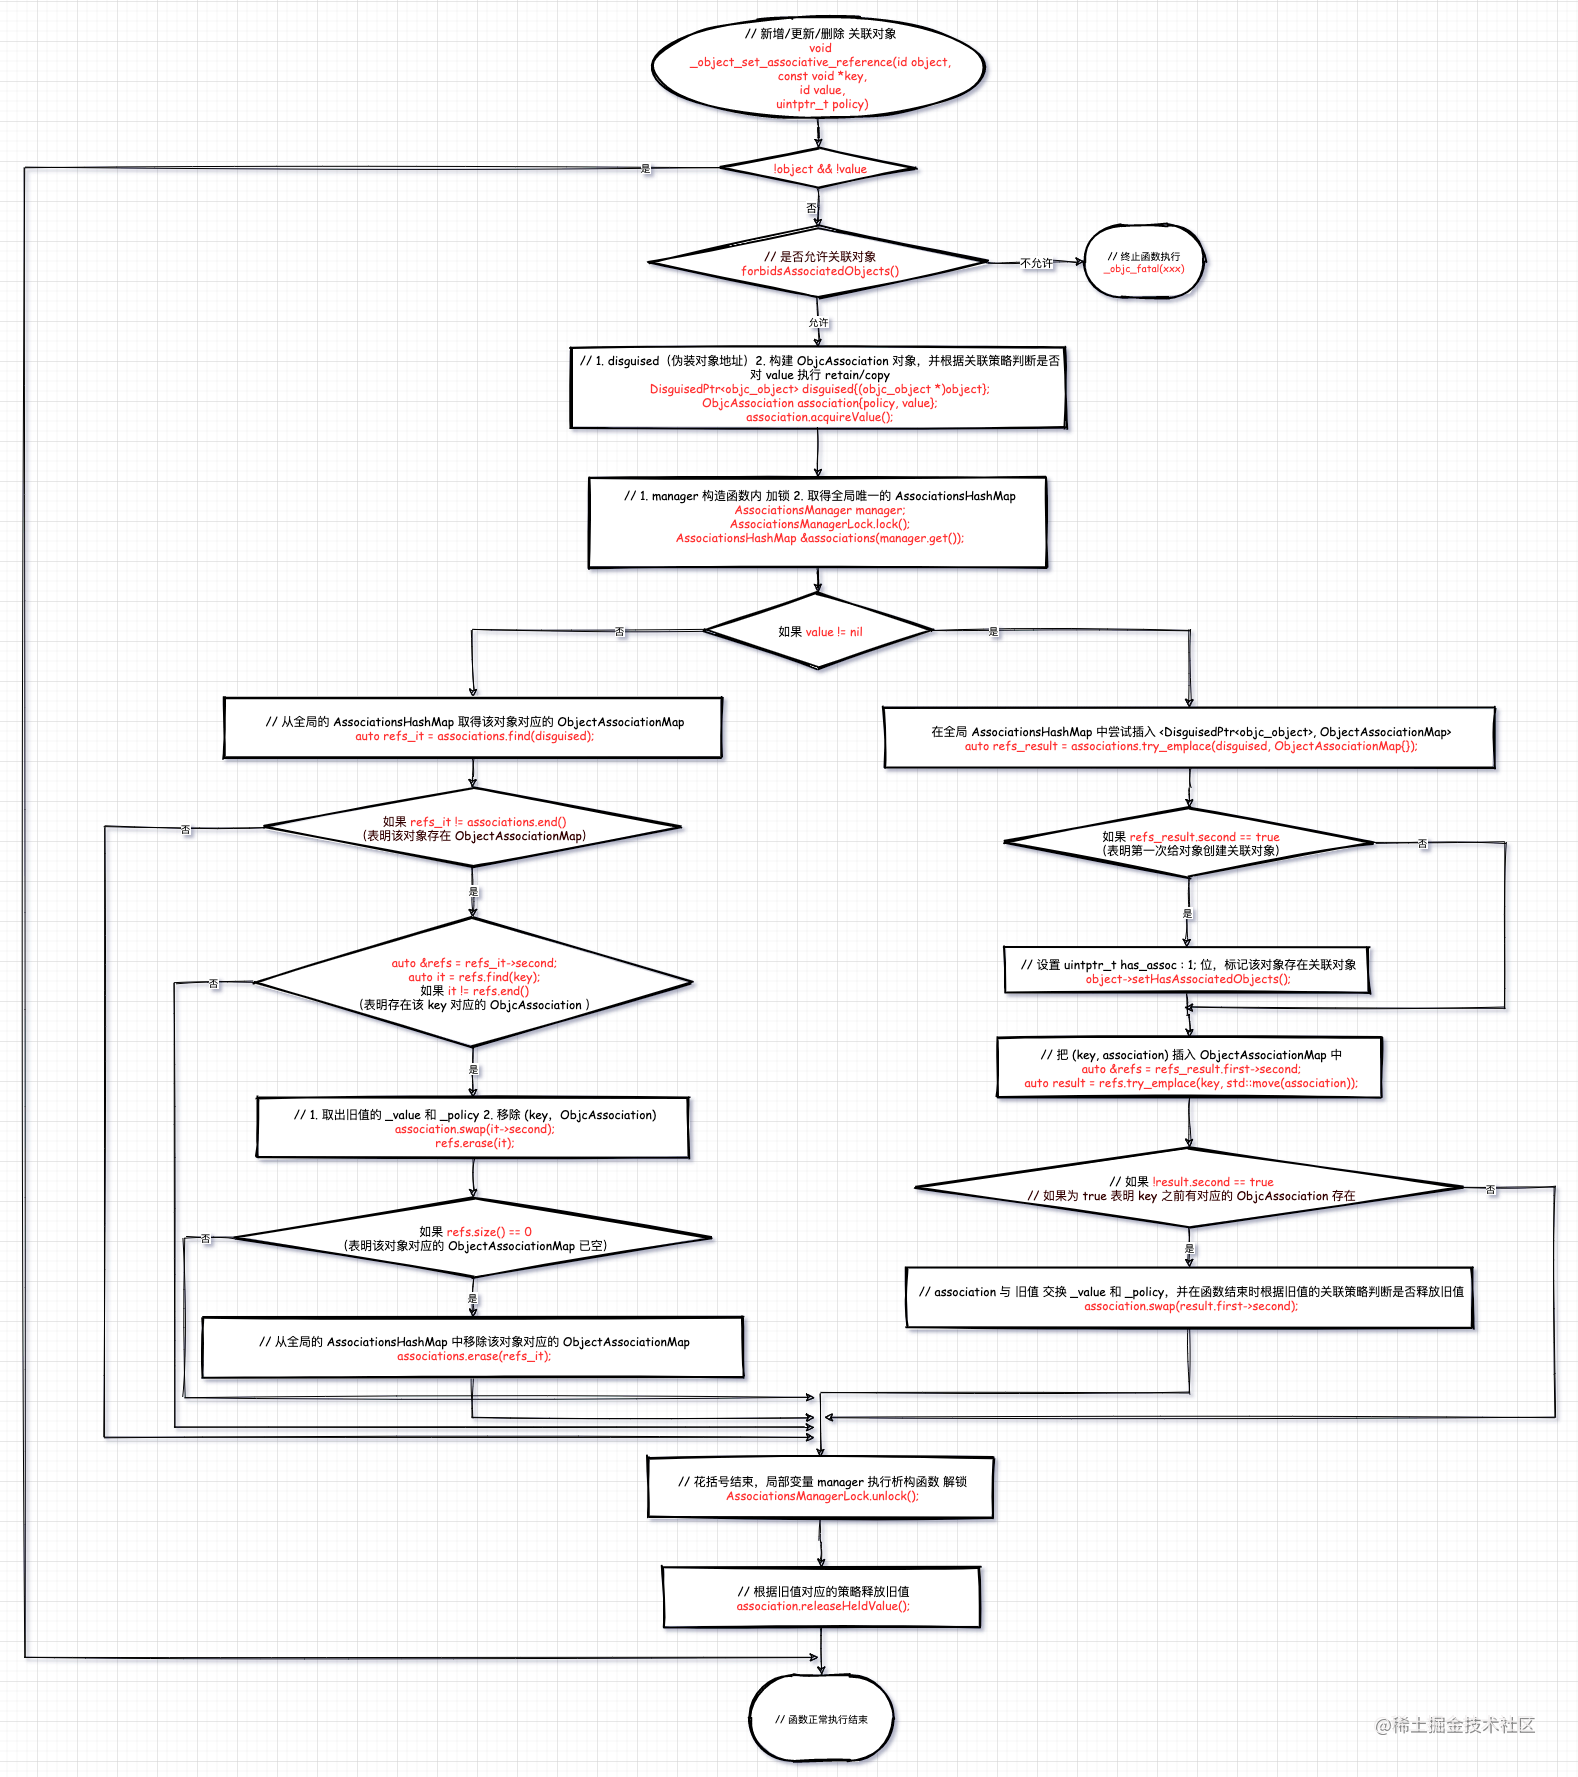 // 新增/更新/删除 关联对象
void
_object_set_associative_reference(id object,
const void *key,
id value,
uintptr_t policy)
!object && !value
是
否
// 是否允许关联对象
forbidsAssociatedObjects()
不允许
// 终止函数执行
_objc_fatal(xxx)
允许
// 1. disguised（伪装对象地址）2. 构建 ObjcAssociation 对象，并根据关联策略判断是否
对 value 执行 retain/copy
DisguisedPtr<objc_object> disguised{(objc_object *)object};
ObjcAssociation association{policy, value};
association.acquireValue();
// 1. manager 构造函数内 加锁 2. 取得全局唯一的 AssociationsHashMap
AssociationsManager manager;
AssociationsManagerLock.lock();
AssociationsHashMap &associations(manager.get());
如果 value != nil
否
是
// 从全局的 AssociationsHashMap 取得该对象对应的 ObjectAssociationMap
auto refs_it = associations.find(disguised);
在全局 AssociationsHashMap 中尝试插入 <DisguisedPtr<objc_object>, ObjectAssociationMap>
auto refs_result = associations.try_emplace(disguised, ObjectAssociationMap{});
如果 refs_it != associations.end()
(表明该对象存在 ObjectAssociationMap)
否
是
如果 refs_result.second == true
(表明第一次给对象创建关联对象)
否
是
auto &refs = refs_it->second;
auto it = refs.find(key);
如果 it != refs.end()
(表明存在该 key 对应的 ObjcAssociation )
否
是
// 设置 uintptr_t has_assoc : 1; 位，标记该对象存在关联对象
object->setHasAssociatedObjects();
// 把 (key, association) 插入 ObjectAssociationMap 中
auto &refs = refs_result.first->second;
auto result = refs.try_emplace(key, std::move(association));
// 1. 取出旧值的 _value 和 _policy 2. 移除 (key，ObjcAssociation)
association.swap(it->second);
refs.erase(it);
// 如果 !result.second == true
// 如果为 true 表明 key 之前有对应的 ObjcAssociation 存在
否
是
如果 refs.size() == 0
(表明该对象对应的 ObjectAssociationMap 已空)
否
是
// association 与 旧值 交换 _value 和 _policy，并在函数结束时根据旧值的关联策略判断是否释放旧值
association.swap(result.first->second);
// 从全局的 AssociationsHashMap 中移除该对象对应的 ObjectAssociationMap
associations.erase(refs_it);
// 花括号结束，局部变量 manager 执行析构函数 解锁
AssociationsManagerLock.unlock();
// 根据旧值对应的策略释放旧值
association.releaseHeldValue();
// 函数正常执行结束
@稀土掘金技术社区